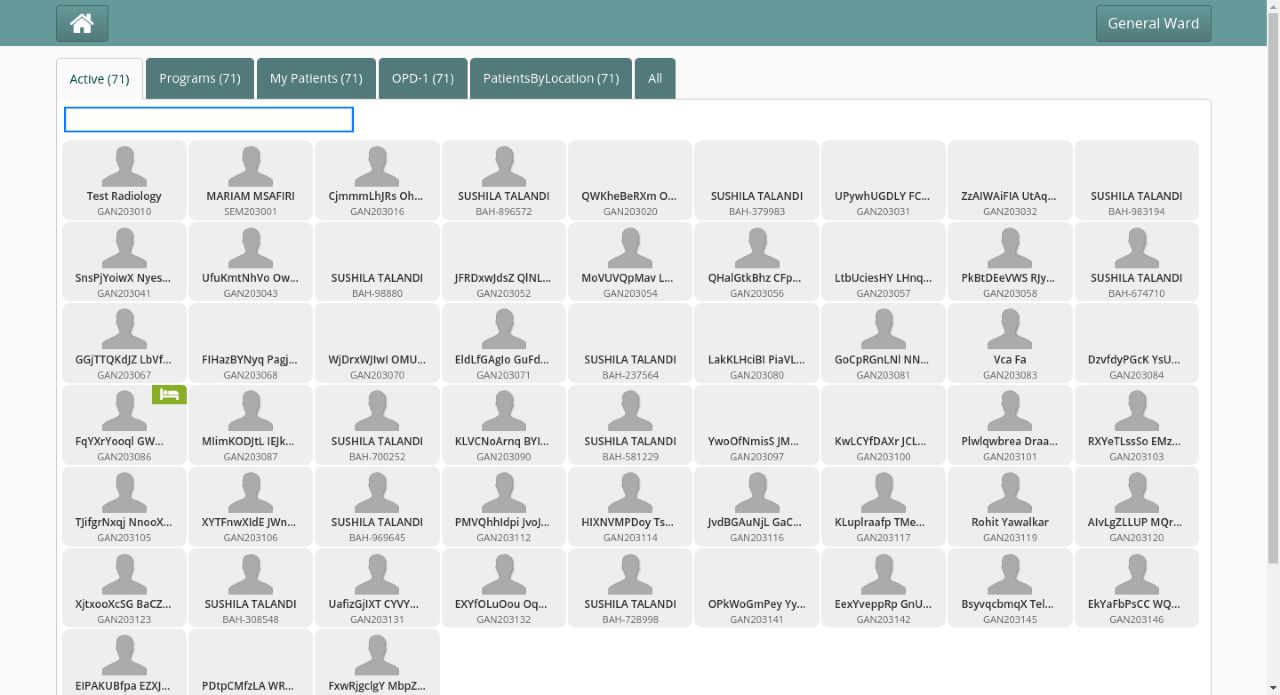 General Ward
Active (71)
Programs (71)
My Patients (71)
OPD-1 (71)
PatientsByLocation (71)
All
Test Radiology
GAN203010
MARIAM MSAFIRI
SEM203001
CjmmmLhJRs Oh...
GAN203016
SUSHILA TALANDI
BAH-896572
QWKheBeRXm O...
GAN203020
SUSHILA TALANDI
BAH-379983
UPywhUGDLY FC...
GAN203031
ZzAIWAiFIA UtAq...
GAN203032
SUSHILA TALANDI
BAH-983194
SnsPjYoiwX Nyes...
GAN203041
UfuKmtNhVo Ow...
GAN203043
SUSHILA TALANDI
BAH-98880
JFRDxwJdsZ QlNL...
GAN203052
MoVUVQpMav L...
GAN203054
QHalGtkBhz CFp...
GAN203056
LtbUciesHY LHnq...
GAN203057
PkBtDEeVWS RJy...
GAN203058
SUSHILA TALANDI
BAH-674710
GGjTTQKdJZ LbVf...
GAN203067
FIHazBYNyq Pagj...
GAN203068
WjDrxWJIwI OMU...
GAN203070
EldLfGAgIo GuFd...
GAN203071
SUSHILA TALANDI
BAH-237564
LakKLHciBI PiaVL...
GAN203080
GoCpRGnLNl NN...
GAN203081
Vca Fa
GAN203083
DzvfdyPGcK YsU...
GAN203084
FqYXrYooql GW...
GAN203086
MIimKODJtL IEJk...
GAN203087
SUSHILA TALANDI
BAH-700252
KLVCNoArnq BYI...
GAN203090
SUSHILA TALANDI
BAH-581229
YwoOfNmisS JM...
GAN203097
KwLCYfDAXr JCL...
GAN203100
Plwlqwbrea Draa...
GAN203101
RXYeTLssSo EMz...
GAN203103
TJifgrNxqj NnooX...
GAN203105
XYTFnwXIdE JWn...
GAN203106
SUSHILA TALANDI
BAH-969645
PMVQhhIdpi JvoJ...
GAN203112
HIXNVMPDoy Ts...
GAN203114
JvdBGAuNjL GaC...
GAN203116
KLuplraafp TMe...
GAN203117
Rohit Yawalkar
GAN203119
AIvLgZLLUP MQr...
GAN203120
XjtxooXcSG BaCZ...
GAN203123
SUSHILA TALANDI
BAH-308548
UafizGjIXT CYVY...
GAN203131
EXYfOLuOou Oq...
GAN203132
SUSHILA TALANDI
BAH-728998
OPkWoGmPey Yy...
GAN203141
EexYveppRp GnU...
GAN203142
BsyvqcbmqX Tel...
GAN203145
EkYaFbPsCC WQ...
GAN203146
EIPAKUBfpa EZXJ...
PDtpCMfzLA WR...
FxwRjgclgY MbpZ...